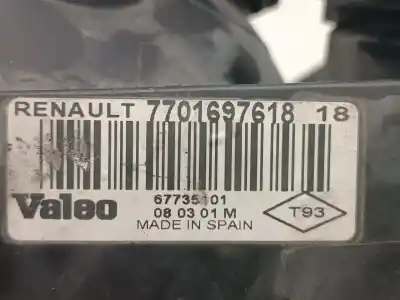 RENAULT 7701697618 18
Valeo
67735101
08 03 01 M
MADE IN SPAIN
T93